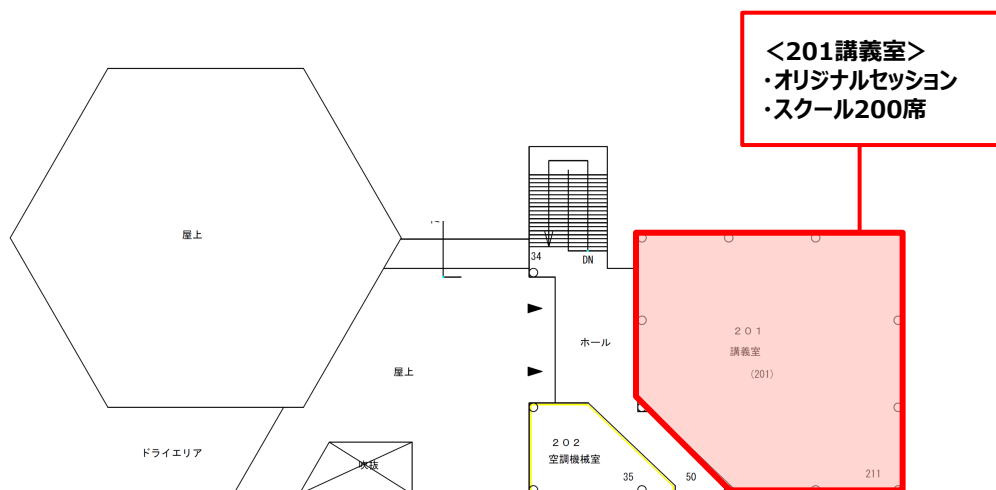 <201講義室>
・オリジナルセッション
・スクール200席
屋上
34
DN
ホール
201
講義室
(201)
屋上
ドライエリア
吹抜
202
空調機械室
35
50
211